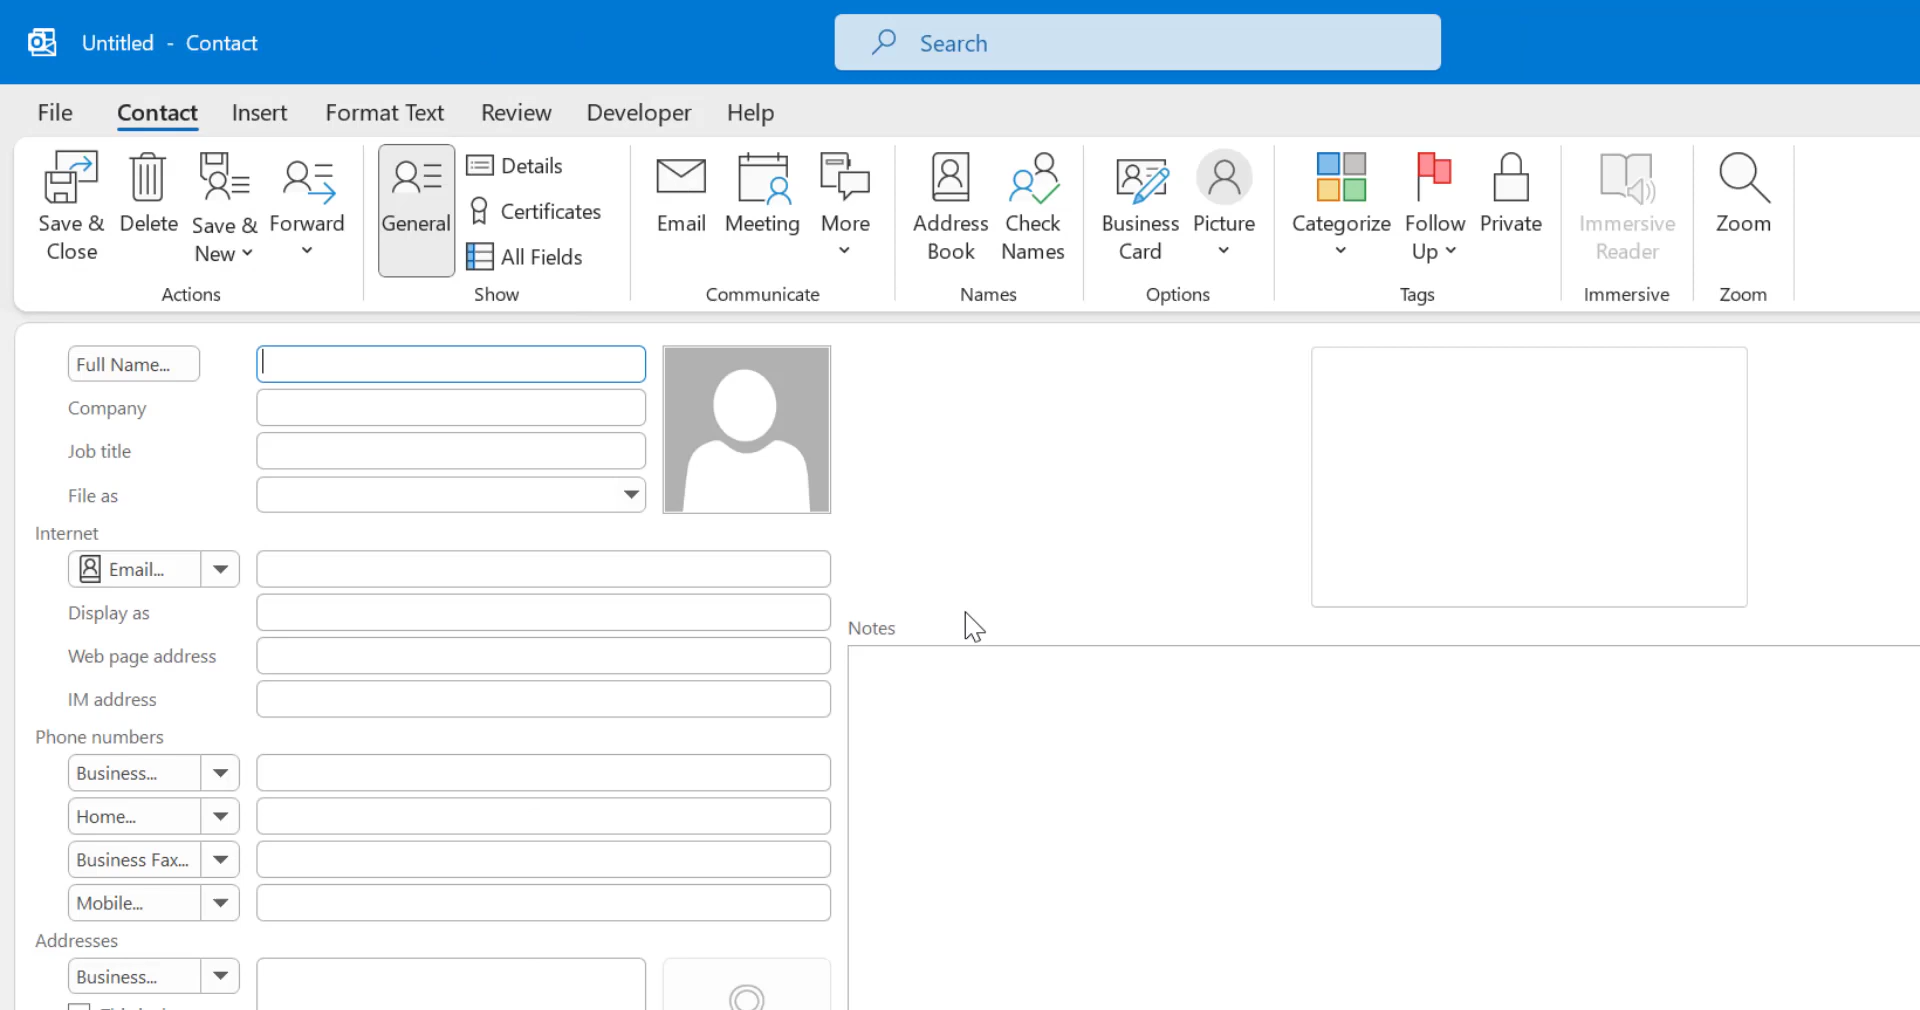 Untitled - Contact
Search
File Contact Insert Format Text Review Developer Help
Save & Close
Delete
Save & New
Forward
Actions
General
Details
Certificates
All Fields
Show
Email
Meeting
More
Communicate
Address Book
Check Names
Names
Business Card
Picture
Options
Categorize
Follow Up
Private
Tags
Immersive Reader
Immersive
Zoom
Zoom
Full Name...
Company
Job title
File as
Internet
Email...
Display as
Web page address
IM address
Phone numbers
Business...
Home...
Business Fax...
Mobile...
Addresses
Business...
Notes